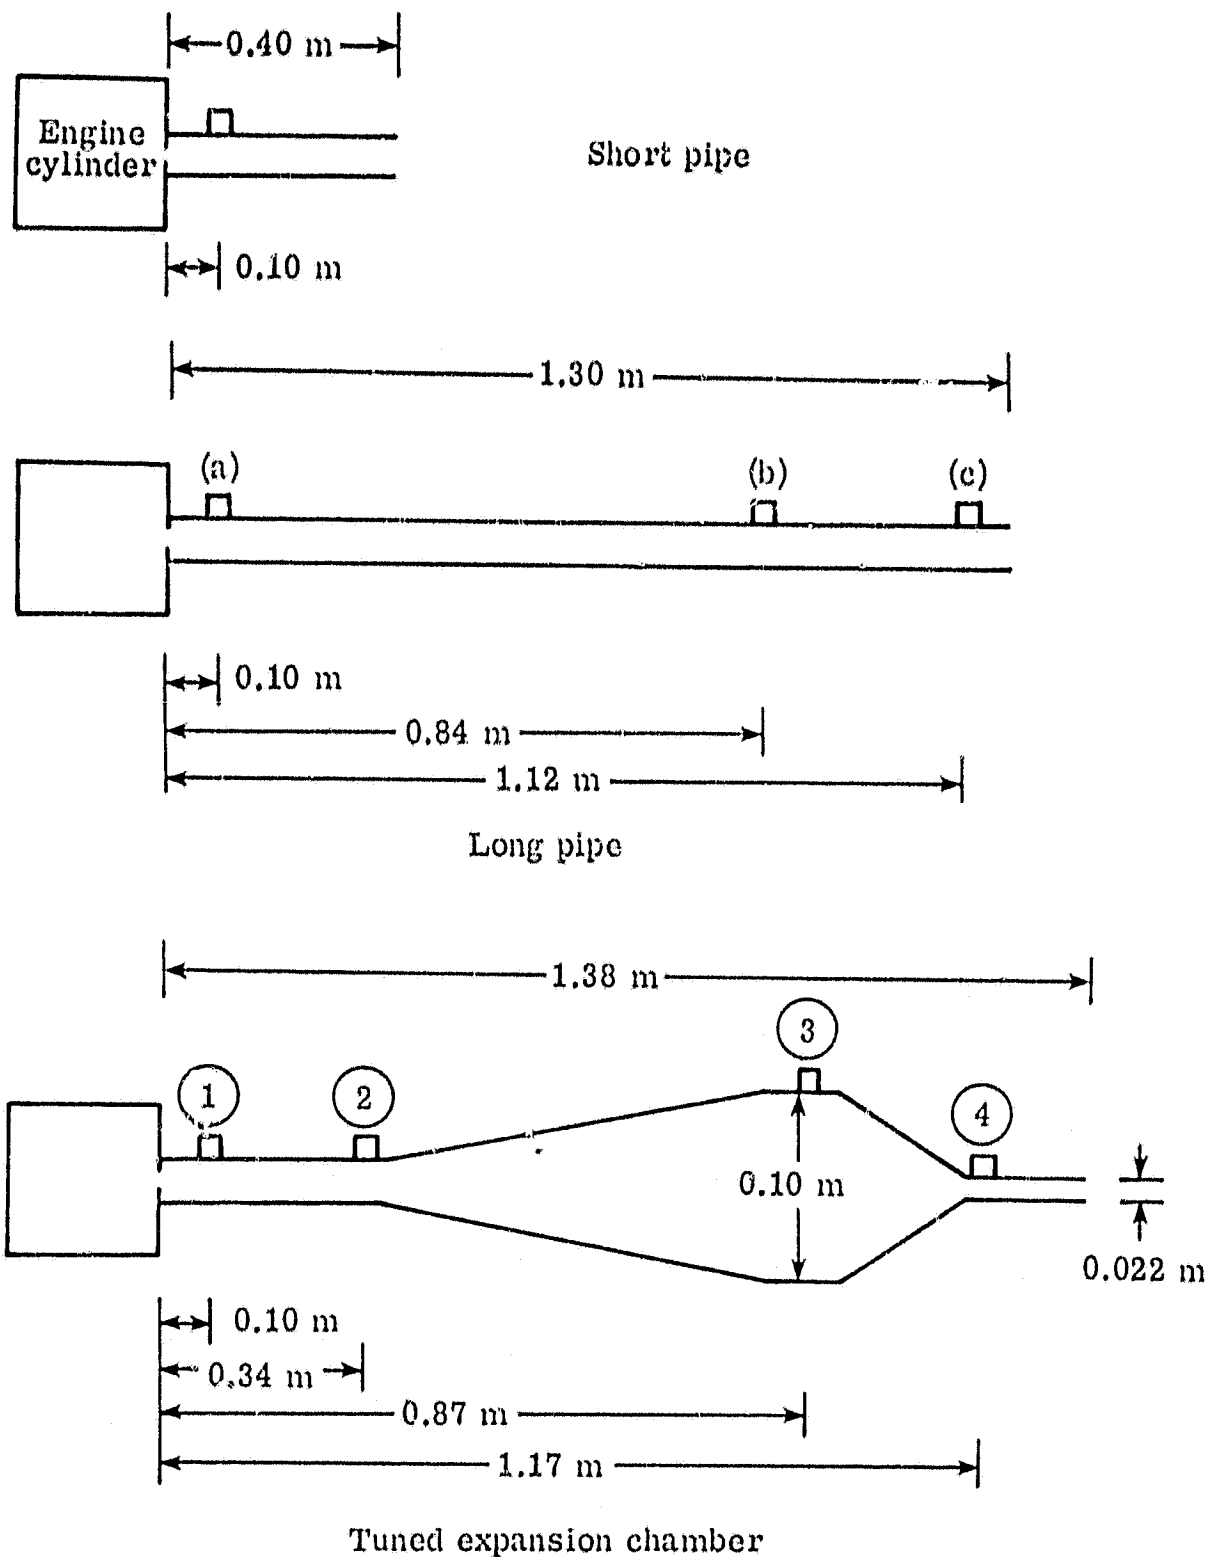 0.40 m
Engine
cylinder
Short pipe
0.10 m
1.30 m
(a)
(b)
(c)
0.10 m
0.84 m
1.12 m
Long pipe
1.38 m
1
2
3
4
0.10 m
0.022 m
0.10 m
0.34 m
0.87 m
1.17 m
Tuned expansion chamber